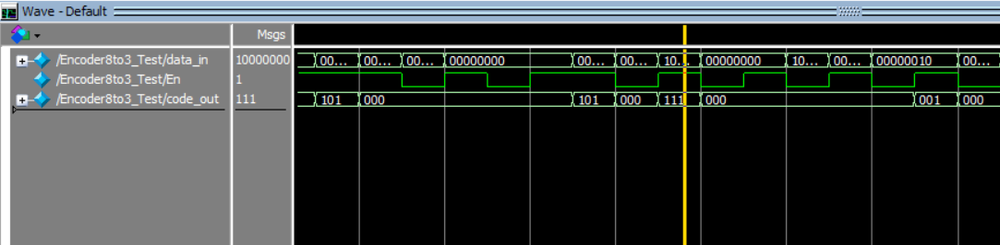 Wave - Default
Msgs
/Encoder8to3_Test/data_in 10000000 00... 00... 00... 00000000 00... 00... 10... 00000000 10... 00... 00000010 00...
/Encoder8to3_Test/En 1
/Encoder8to3_Test/code_out 111 101 000 101 000 111 000 001 000